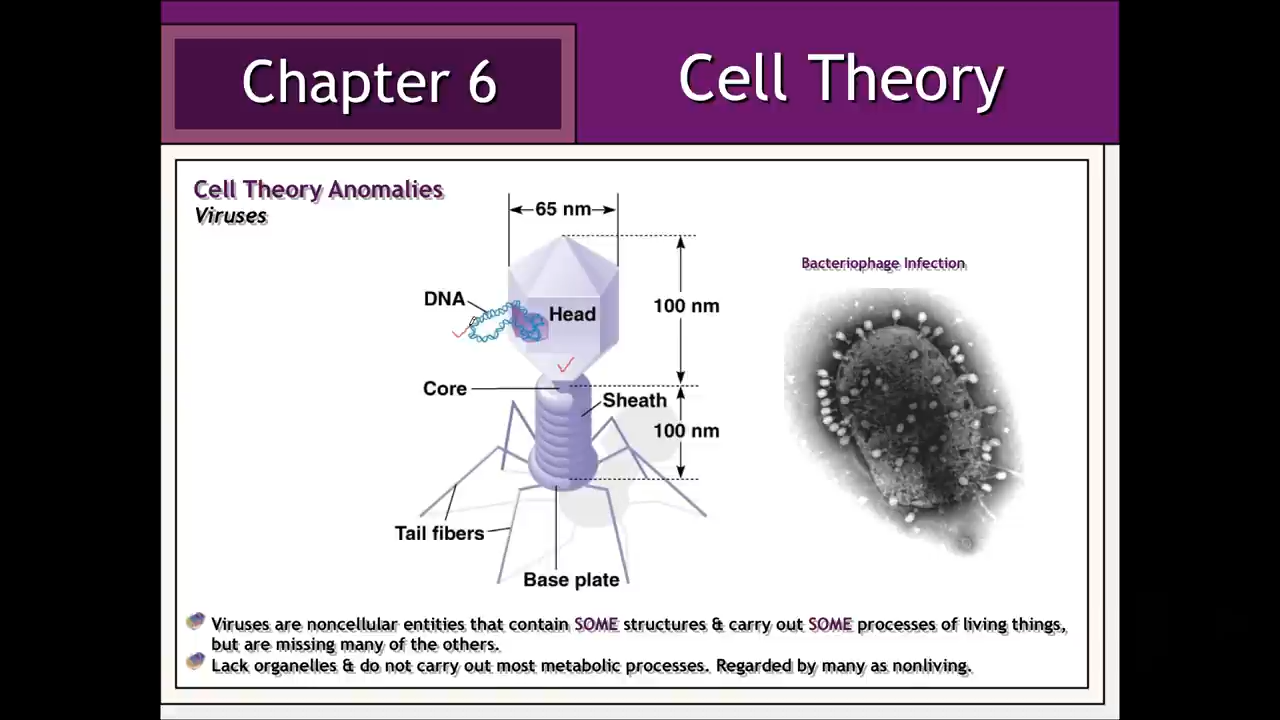 Chapter 6
Cell Theory
Cell Theory Anomalies
Viruses
65 nm
Bacteriophage Infection
DNA
Head
100 nm
Core
Sheath
100 nm
Tail fibers
Base plate
Viruses are noncellular entities that contain SOME structures & carry out SOME processes of living things,
but are missing many of the others.
Lack organelles & do not carry out most metabolic processes. Regarded by many as nonliving.